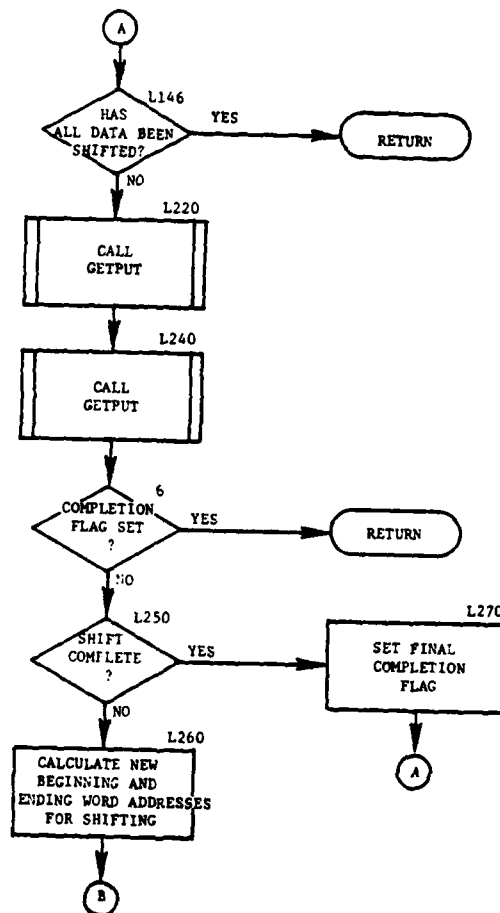 A
L146
HAS
ALL DATA BEEN
SHIFTED?
YES
RETURN
NO
L220
CALL
GETPUT
L240
CALL
GETPUT
6
COMPLETION
FLAG SET
?
YES
RETURN
NO
L250
SHIFT
COMPLETE
?
YES
L270
SET FINAL
COMPLETION
FLAG
A
NO
L260
CALCULATE NEW
BEGINNING AND
ENDING WORD ADDRESSES
FOR SHIFTING
B